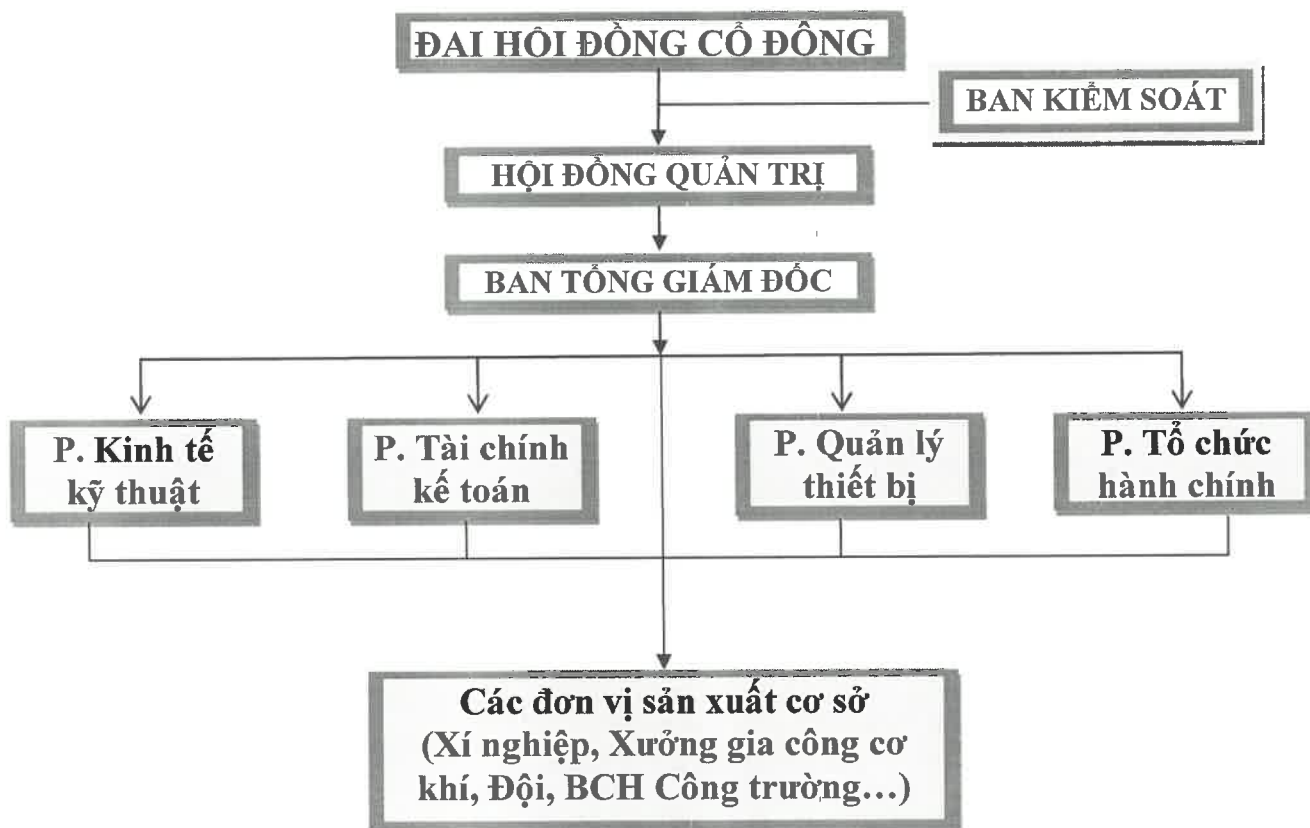 ĐAI HÔI ĐỒNG CỔ ĐÔNG
BAN KIỂM SOÁT
HỘI ĐỒNG QUẢN TRỊ
BAN TỔNG GIÁM ĐỐC
P. Kinh tế
kỹ thuật
P. Tài chính
kế toán
P. Quản lý
thiết bị
P. Tổ chức
hành chính
Các đơn vị sản xuất cơ sở
(Xí nghiệp, Xưởng gia công cơ
khí, Đội, BCH Công trường...)